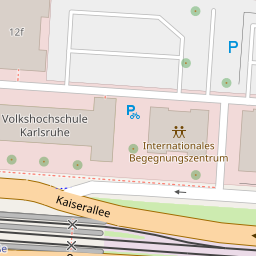 12f
P
P
Volkshochschule
Karlsruhe
Internationales
Begegnungszentrum
Kaiserallee